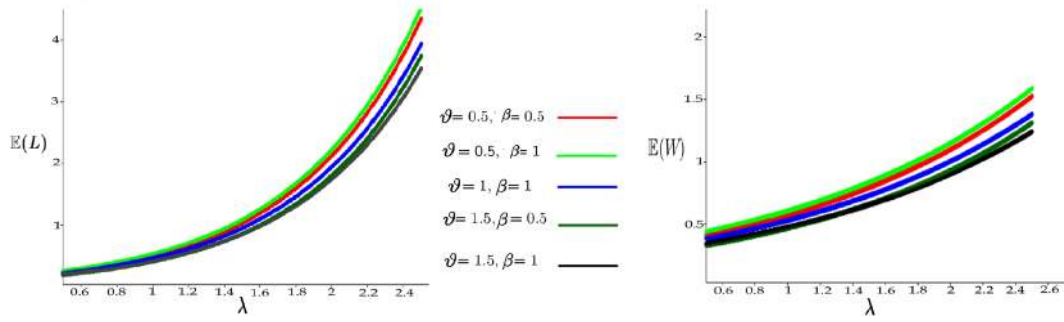 4
3
𝔼(L)
2
1
0.6 0.8 1 1.2 1.4 1.6 1.8 2 2.2 2.4
λ
ϑ= 0.5, β= 0.5
ϑ= 0.5, β= 1
ϑ= 1, β= 1
ϑ= 1.5, β= 0.5
ϑ= 1.5, β= 1
2
1.5
𝔼(W)
1
0.5
0.6 0.8 1 1.2 1.4 1.6 1.8 2 2.2 2.4 2.6
λ